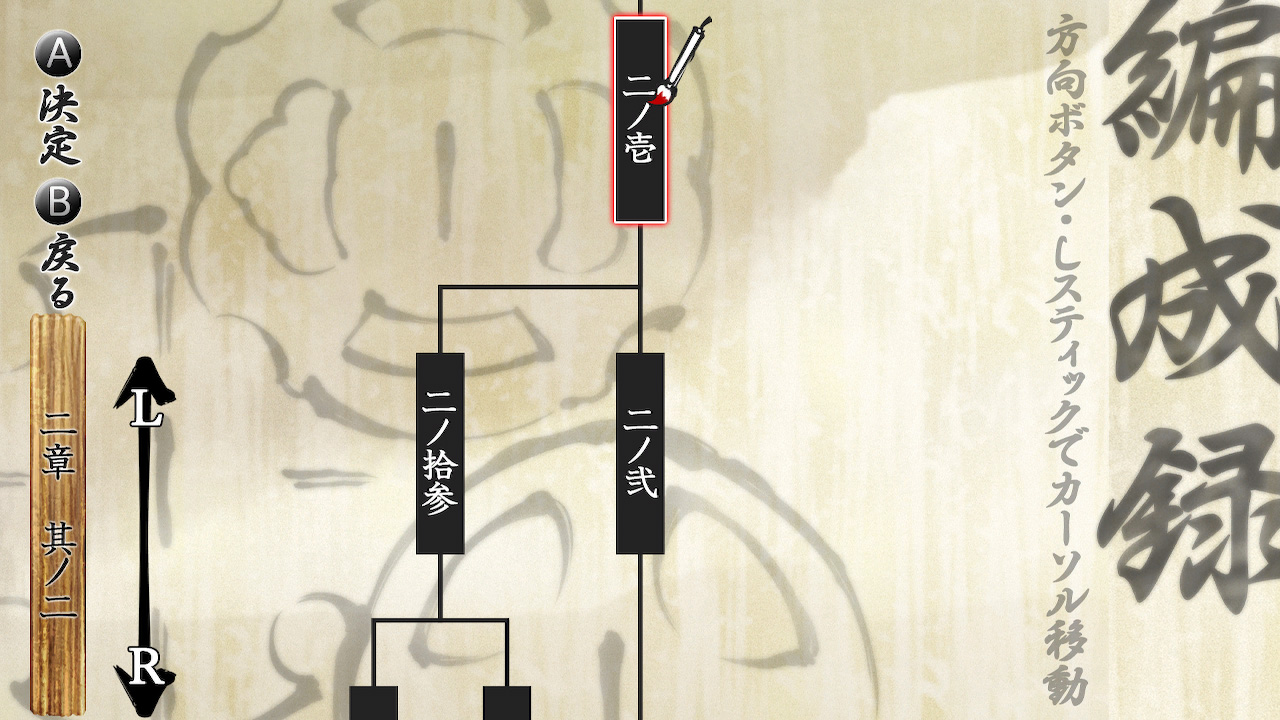 編成録
方向ボタン・Lスティックでカーソル移動
二ノ壱
二ノ弐
二ノ拾参
L
R
A 決定 B 戻る
二章 其ノ二